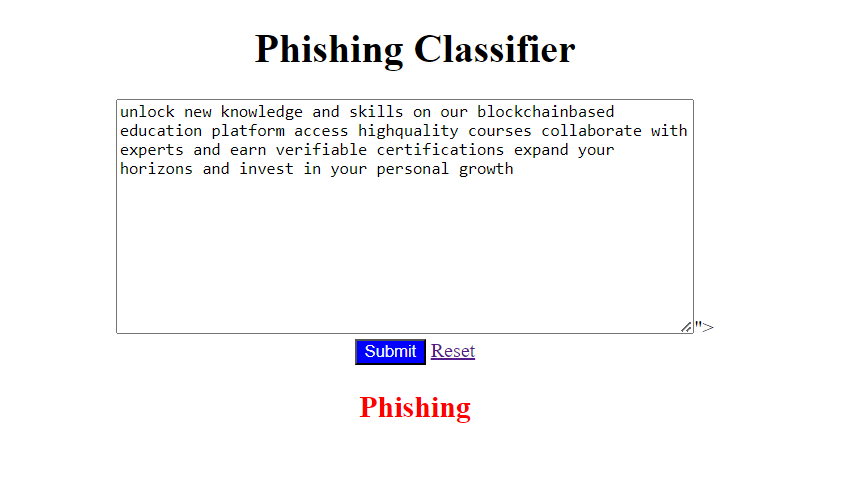 Phishing Classifier
unlock new knowledge and skills on our blockchainbased
education platform access highquality courses collaborate with
experts and earn verifiable certifications expand your
horizons and invest in your personal growth
">
Submit Reset
Phishing